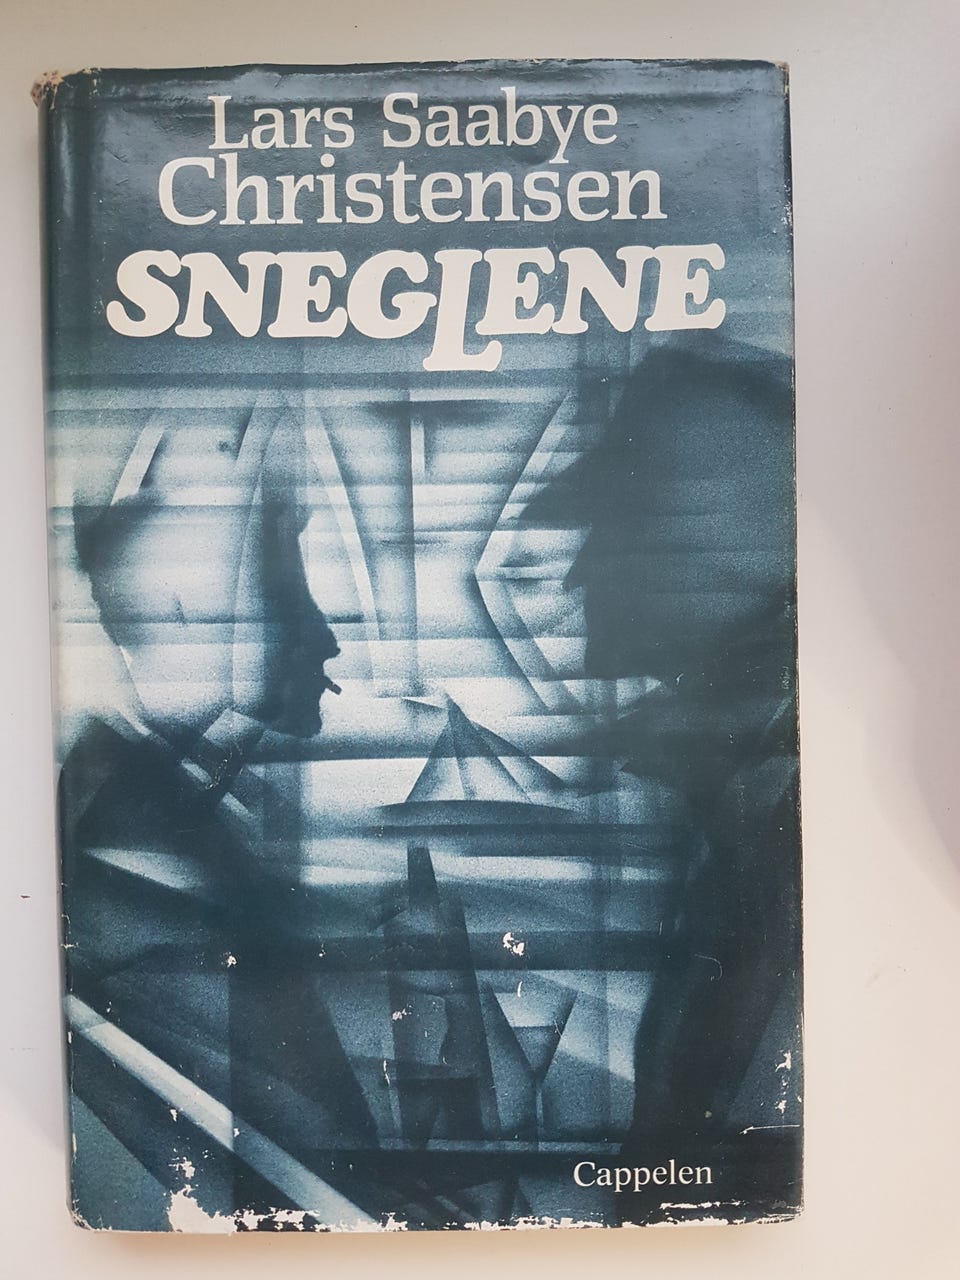 Lars Saabye
Christensen
SNEGLENE
Cappelen